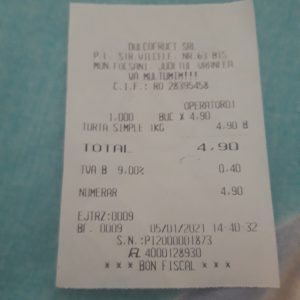 DULCOFRUCT SRL
P.L. STR.VILCELE NR.63 BIS
MUN.FOCSANI JUDETUL VRANCEA
VA MULTUMIM!!!
C.I.F.: RO 28395458
OPERATOR01
1,000 BUC X 4,90
TURTA SIMPLE 1KG 4,90 B
TOTAL 4,90
TVA B 9,00% 0,40
NUMERAR 4,90
EJTRZ:0009
BF. 0009 05/01/2021 14-40-32
S.N.:P12000001873
4000128930
* * * BON FISCAL * * *